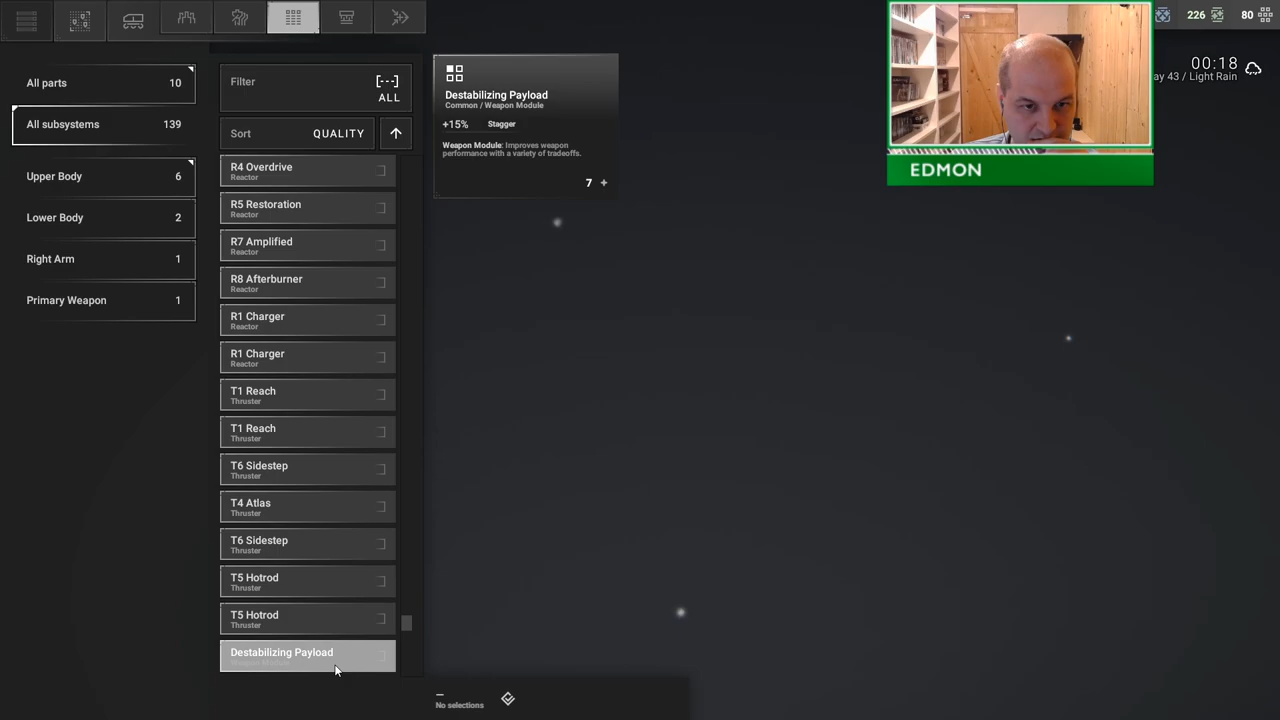 226
80
00:18
ay 43 / Light Rain
EDMON
All parts 10
All subsystems 139
Upper Body 6
Lower Body 2
Right Arm 1
Primary Weapon 1
Filter
[---]
ALL
Sort QUALITY
R4 Overdrive
Reactor
R5 Restoration
Reactor
R7 Amplified
Reactor
R8 Afterburner
Reactor
R1 Charger
Reactor
R1 Charger
Reactor
T1 Reach
Thruster
T1 Reach
Thruster
T6 Sidestep
Thruster
T4 Atlas
Thruster
T6 Sidestep
Thruster
T5 Hotrod
Thruster
T5 Hotrod
Thruster
Destabilizing Payload
Weapon Module
Destabilizing Payload
Common / Weapon Module
+15% Stagger
Weapon Module: Improves weapon
performance with a variety of tradeoffs.
7 +
No selections